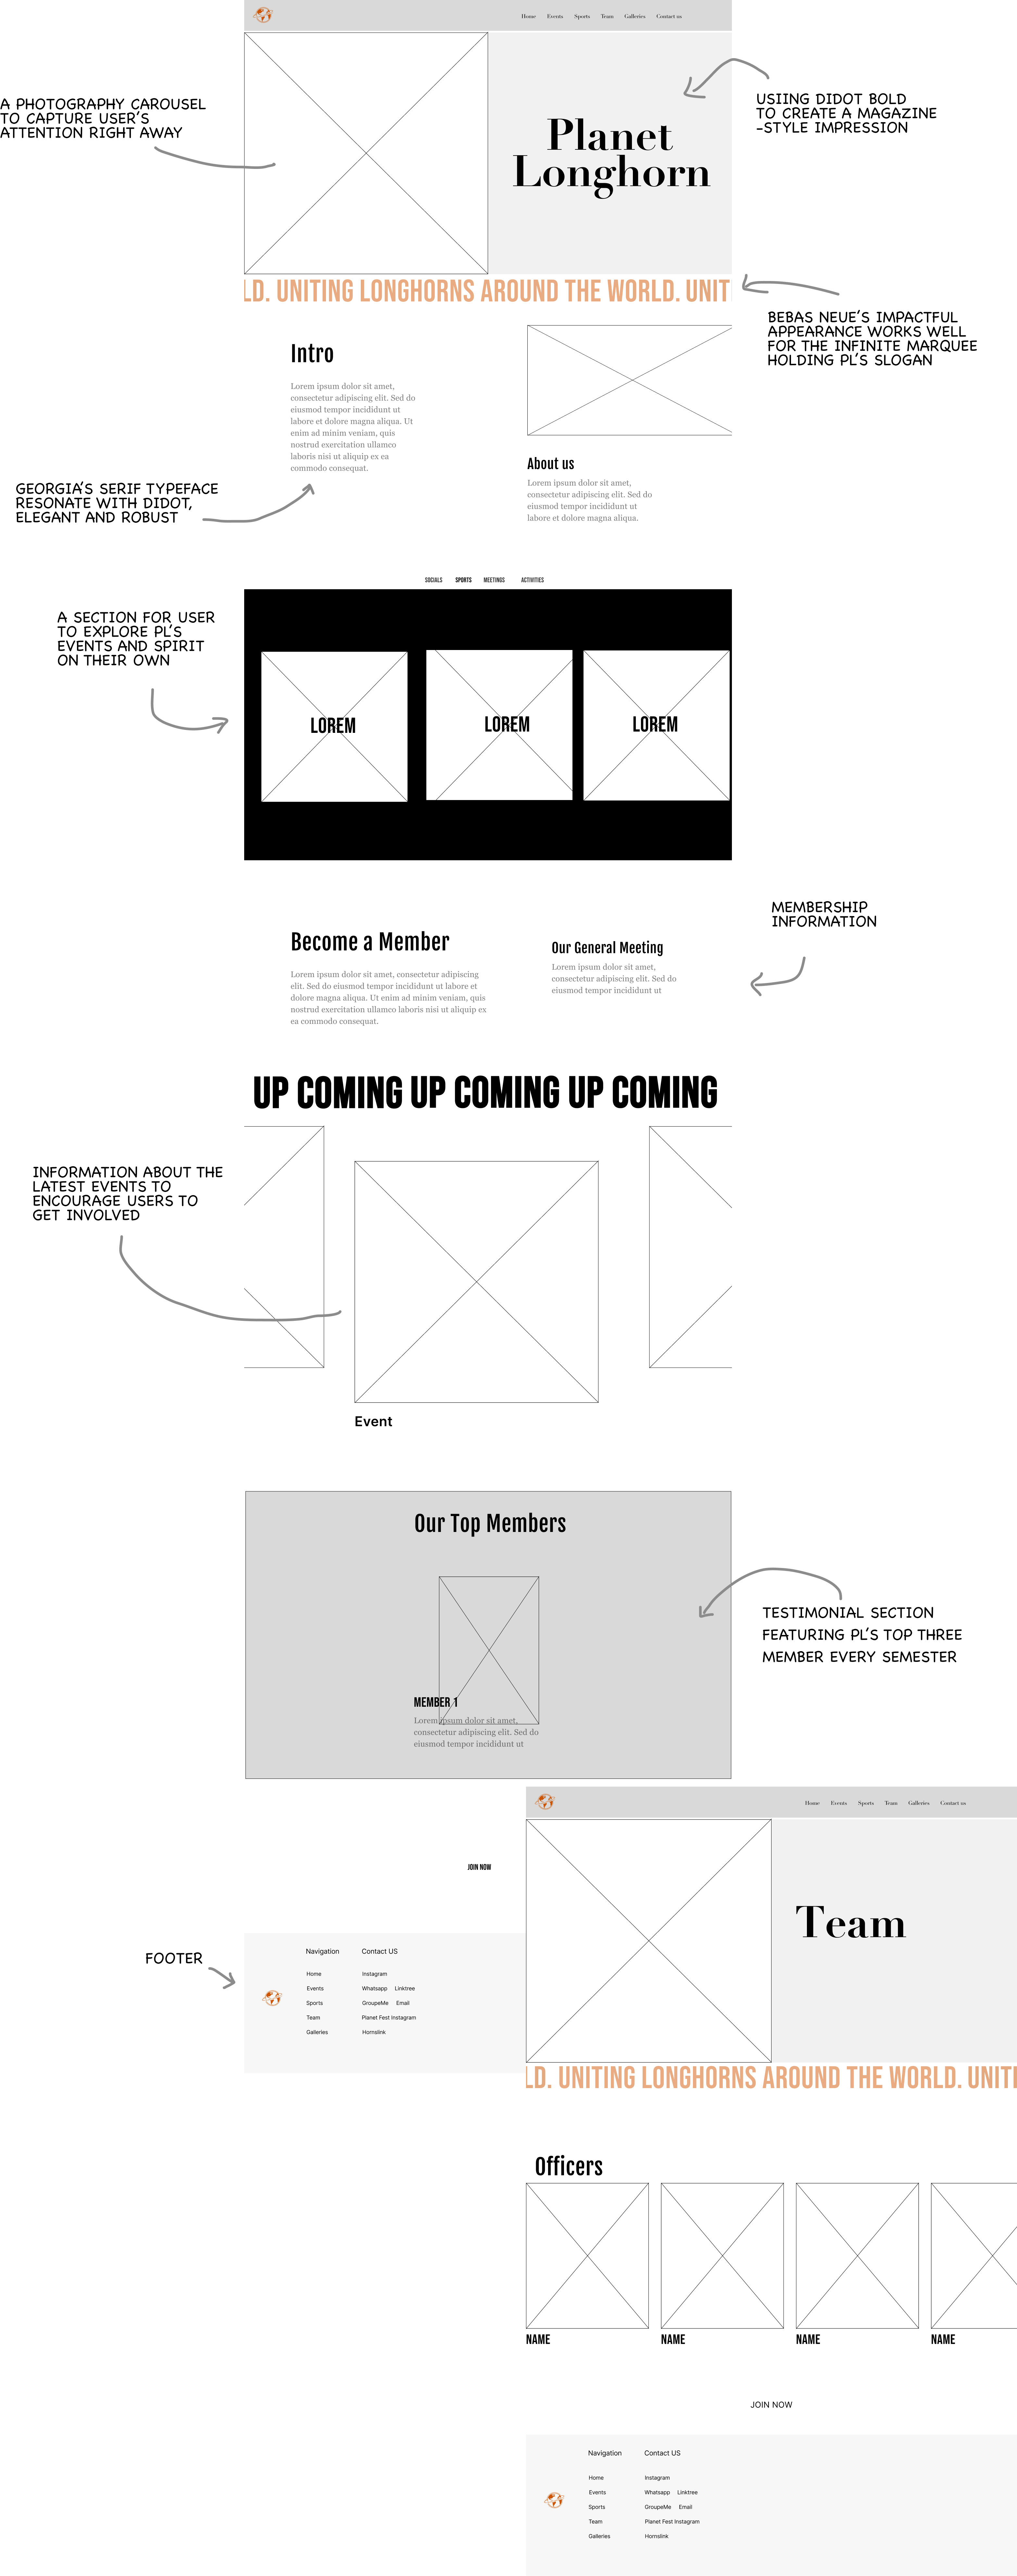 Home Events Sports Team Galleries Contact us
A PHOTOGRAPHY CAROUSEL
TO CAPTURE USER'S
ATTENTION RIGHT AWAY
USIING DIDOT BOLD
TO CREATE A MAGAZINE
-STYLE IMPRESSION
Planet
Longhorn
LD. UNITING LONGHORNS AROUND THE WORLD. UNIT
BEBAS NEUE'S IMPACTFUL
APPEARANCE WORKS WELL
FOR THE INFINITE MARQUEE
HOLDING PL'S SLOGAN
Intro
Lorem ipsum dolor sit amet,
consectetur adipiscing elit. Sed do
eiusmod tempor incididunt ut
labore et dolore magna aliqua. Ut
enim ad minim veniam, quis
nostrud exercitation ullamco
laboris nisi ut aliquip ex ea
commodo consequat.
About us
Lorem ipsum dolor sit amet,
consectetur adipiscing elit. Sed do
eiusmod tempor incididunt ut
labore et dolore magna aliqua.
GEORGIA'S SERIF TYPEFACE
RESONATE WITH DIDOT,
ELEGANT AND ROBUST
SOCIALS SPORTS MEETINGS ACTIVITIES
A SECTION FOR USER
TO EXPLORE PL'S
EVENTS AND SPIRIT
ON THEIR OWN
LOREM
LOREM
LOREM
MEMBERSHIP
INFORMATION
Become a Member
Lorem ipsum dolor sit amet, consectetur adipiscing
elit. Sed do eiusmod tempor incididunt ut labore et
dolore magna aliqua. Ut enim ad minim veniam, quis
nostrud exercitation ullamco laboris nisi ut aliquip ex
ea commodo consequat.
Our General Meeting
Lorem ipsum dolor sit amet,
consectetur adipiscing elit. Sed do
eiusmod tempor incididunt ut
UP COMING UP COMING UP COMING
INFORMATION ABOUT THE
LATEST EVENTS TO
ENCOURAGE USERS TO
GET INVOLVED
Event
Our Top Members
TESTIMONIAL SECTION
FEATURING PL'S TOP THREE
MEMBER EVERY SEMESTER
MEMBER 1
Lorem ipsum dolor sit amet,
consectetur adipiscing elit. Sed do
eiusmod tempor incididunt ut
JOIN NOW
FOOTER
Navigation
Home
Events
Sports
Team
Galleries
Contact US
Instagram
Whatsapp Linktree
GroupeMe Email
Planet Fest Instagram
Hornslink
Home Events Sports Team Galleries Contact us
Team
LD. UNITING LONGHORNS AROUND THE WORLD. UNITI
Officers
NAME
NAME
NAME
NAME
JOIN NOW
Navigation
Home
Events
Sports
Team
Galleries
Contact US
Instagram
Whatsapp Linktree
GroupeMe Email
Planet Fest Instagram
Hornslink